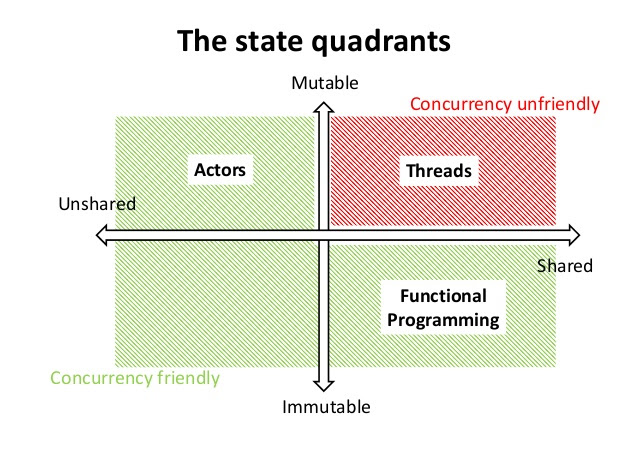 The state quadrants
Mutable
Concurrency unfriendly
Actors
Threads
Unshared
Shared
Functional
Programming
Concurrency friendly
Immutable